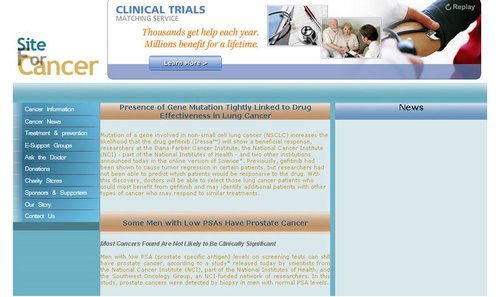 CLINICAL TRIALS
MATCHING SERVICE
Replay
Thousands get help each year.
Millions benefit for a lifetime.
Learn More >
Site
For
Cancer
Cancer Information
Cancer News
Treatment & prevention
E-Support Groups
Ask the Doctor
Donations
Charity Stores
Sponsors & Supporters
Our Story
Contact Us
Presence of Gene Mutation Tightly Linked to Drug
Effectiveness in Lung Cancer
Mutation of a gene involved in non-small cell lung cancer (NSCLC) increases the
likelihood that the drug gefitinib (Iressa™) will show a beneficial response,
researchers at the Dana-Farber Cancer Institute, the National Cancer Institute
(NCI) - part of the National Institutes of Health - and two other institutions
announced today in the online version of Science*. Previously, gefitinib had
been shown to cause tumor regression in certain patients, but researchers had
not been able to predict which patients would be responsive to the drug. With
this discovery, doctors will be able to select those lung cancer patients who
could most benefit from gefitinib and may identify additional patients with other
types of cancer who may respond to similar treatments.
Some Men with Low PSAs Have Prostate Cancer
Most Cancers Found Are Not Likely to Be Clinically Significant
Men with low PSA (prostate specific antigen) levels on screening tests can still
have prostate cancer, according to a study* released today by scientists from
the National Cancer Institute (NCI), part of the National Institutes of Health, and
the Southwest Oncology Group, an NCI-funded network of researchers. In this
study, prostate cancers were detected by biopsy in men with normal PSA levels.
News